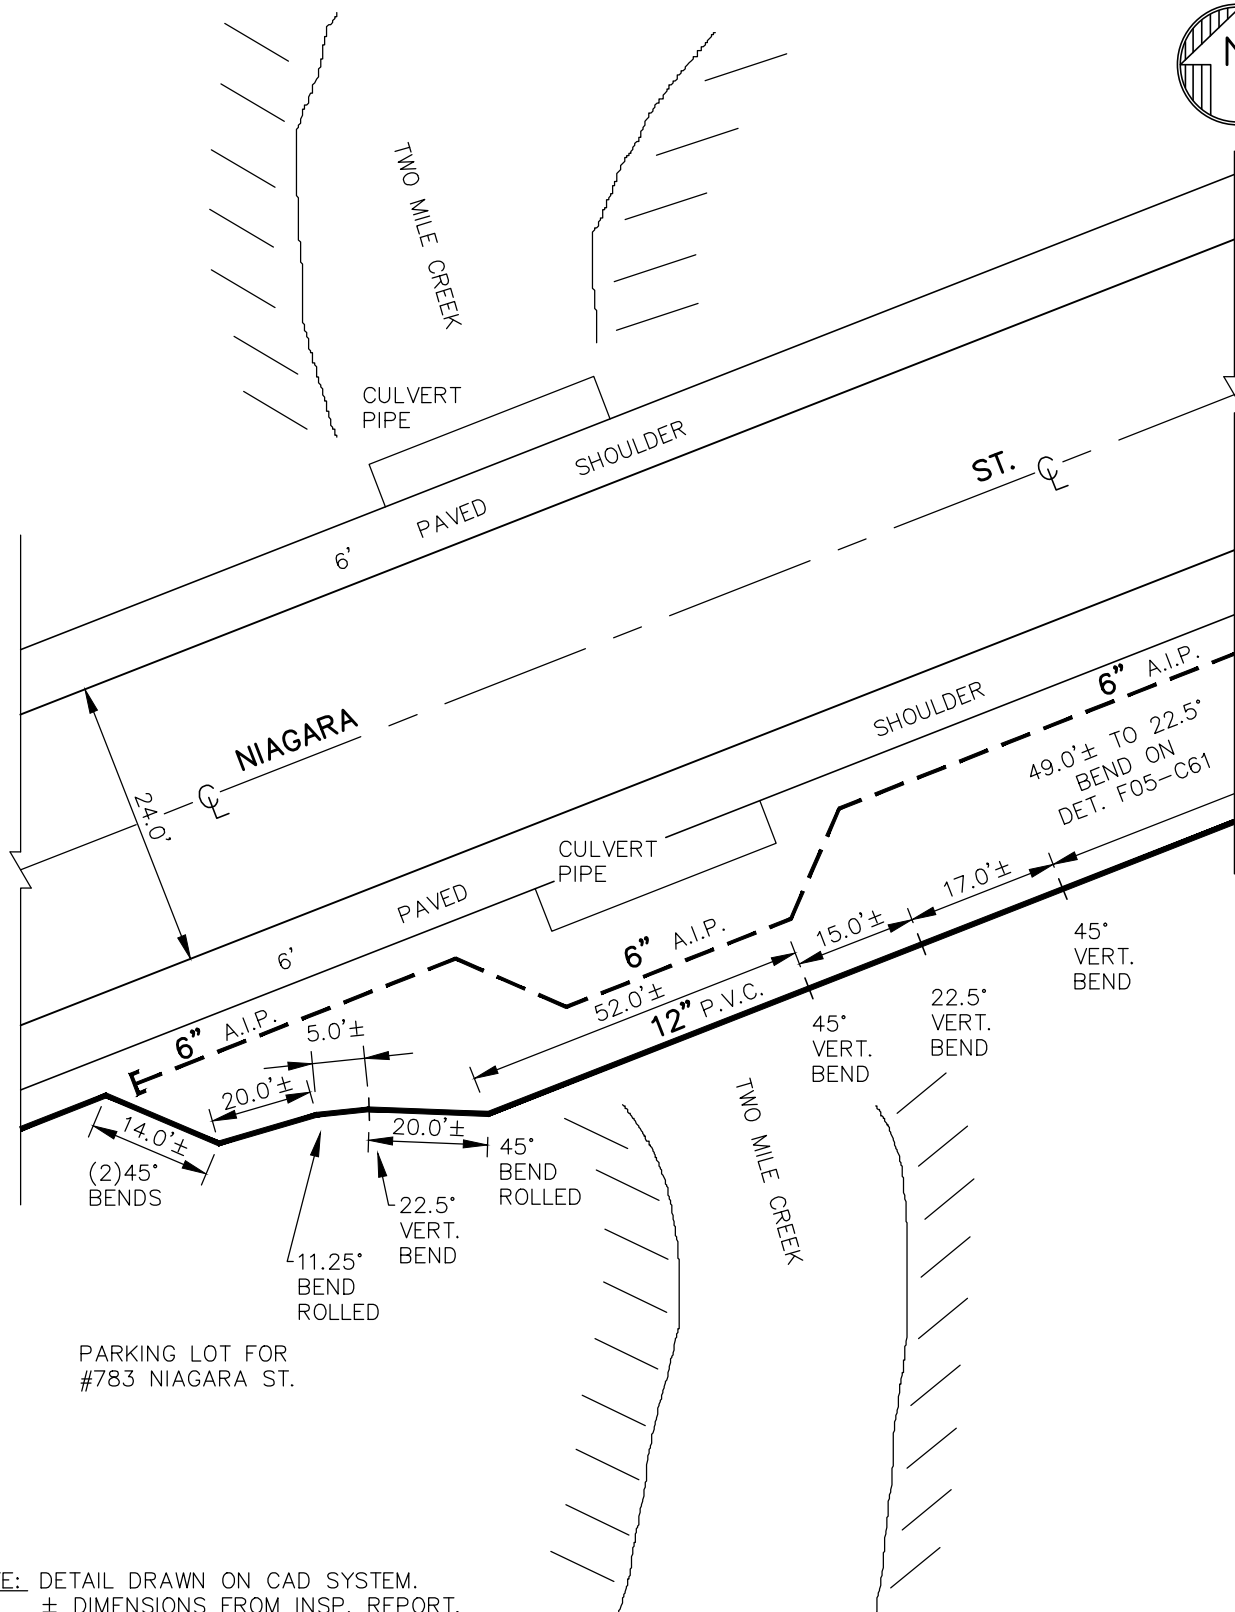 N
TWO MILE CREEK
CULVERT
PIPE
6' PAVED SHOULDER
NIAGARA ST.
℄
℄
24.0'
6' PAVED SHOULDER
CULVERT
PIPE
6" A.I.P.
6" A.I.P.
6" A.I.P.
49.0'± TO 22.5°
BEND ON
DET. F05-C61
17.0'±
15.0'±
52.0'±
12" P.V.C.
5.0'±
20.0'±
14.0'±
20.0'±
(2)45°
BENDS
11.25°
BEND
ROLLED
22.5°
VERT.
BEND
45°
BEND
ROLLED
45°
VERT.
BEND
22.5°
VERT.
BEND
45°
VERT.
BEND
TWO MILE CREEK
PARKING LOT FOR
#783 NIAGARA ST.
E: DETAIL DRAWN ON CAD SYSTEM.
± DIMENSIONS FROM INSP. REPORT.